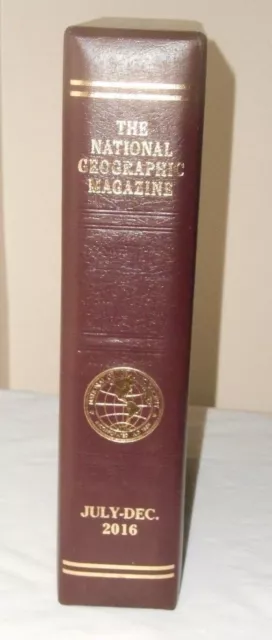 THE
NATIONAL
GEOGRAPHIC
MAGAZINE
JULY-DEC.
2016